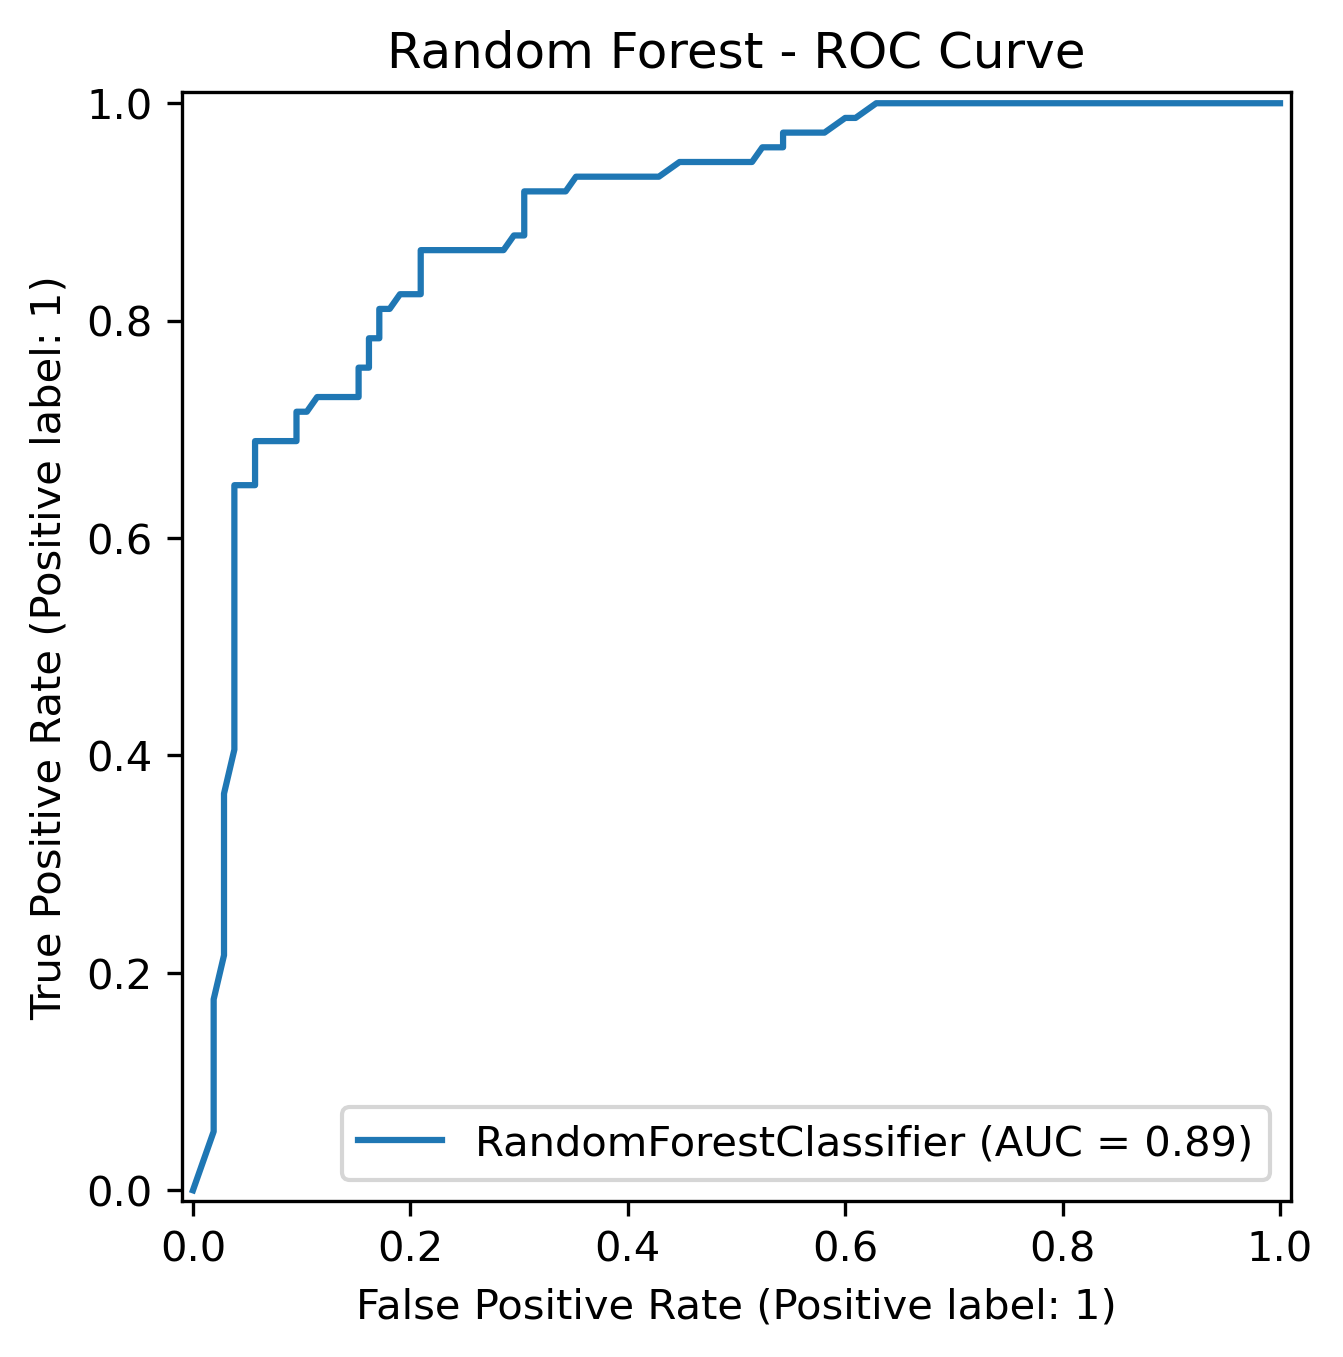 Random Forest - ROC Curve
1.0
0.8
0.6
0.4
0.2
0.0
True Positive Rate (Positive label: 1)
RandomForestClassifier (AUC = 0.89)
0.0 0.2 0.4 0.6 0.8 1.0
False Positive Rate (Positive label: 1)